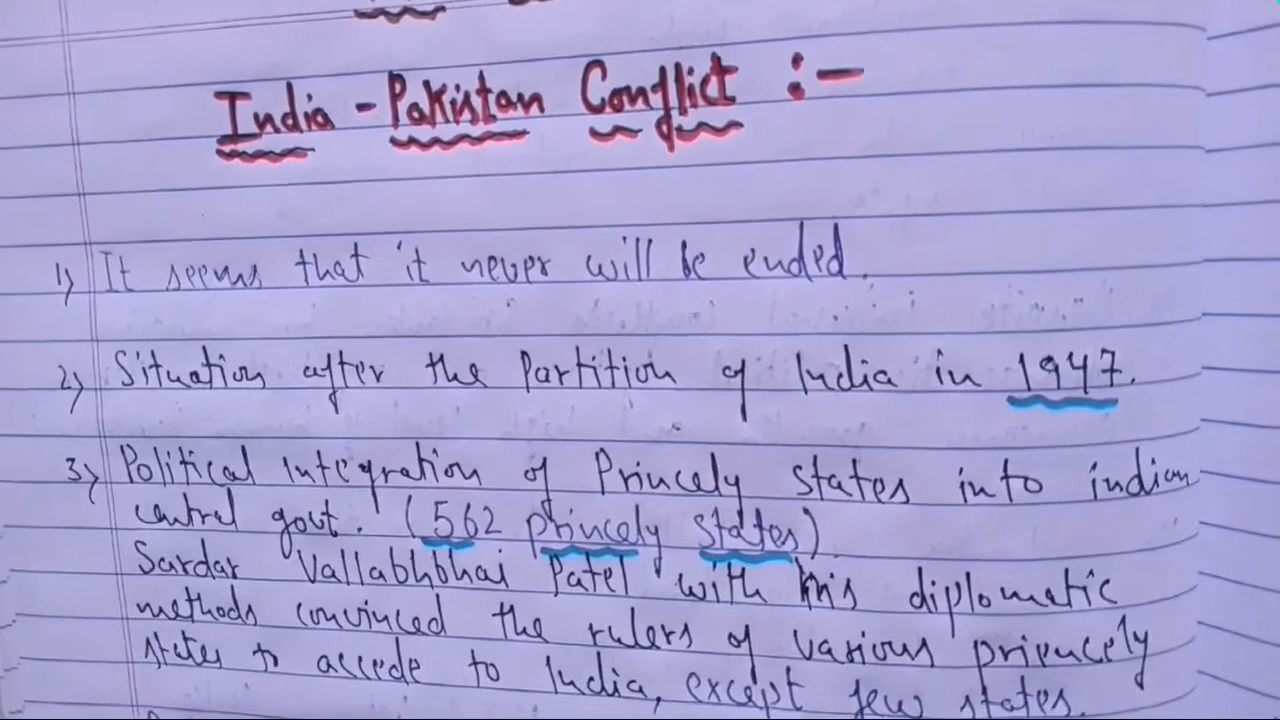 India - Pakistan Conflict :-
1) It seems that it never will be ended.
2) Situation after the Partition of India in 1947.
3) Political Integration of Princely states into indian
central govt. (562 princely states)
Sardar Vallabhbhai Patel with his diplomatic
methods convinced the rulers of various priencely
states to accede to India, except few states.